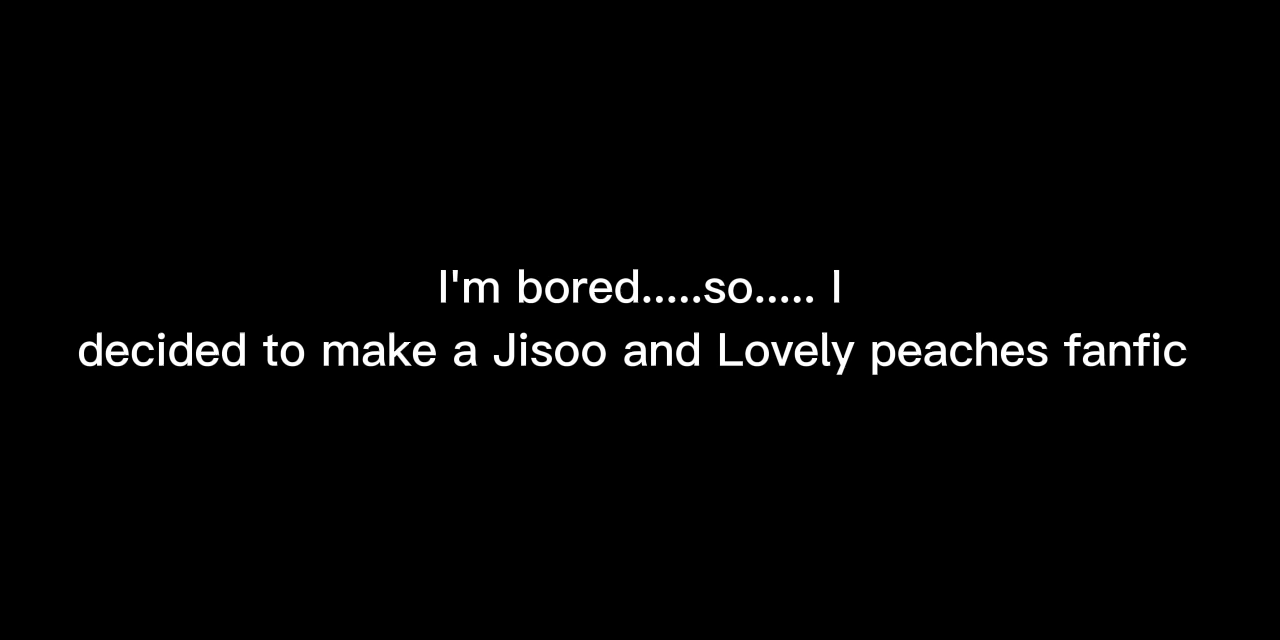 I'm bored.....so..... I
decided to make a Jisoo and Lovely peaches fanfic